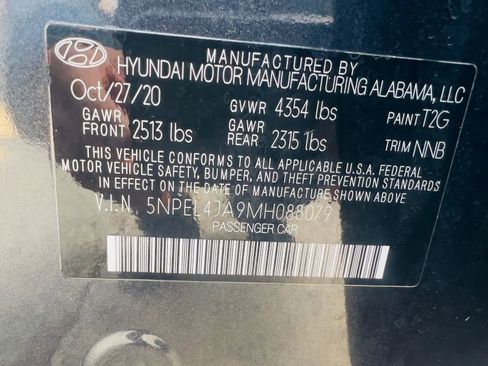 MANUFACTURED BY
HYUNDAI MOTOR MANUFACTURING ALABAMA, LLC
Oct/27/20 GVWR 4354 lbs PAINT T2G
GAWR FRONT 2513 lbs GAWR REAR 2315 lbs TRIM NNB
THIS VEHICLE CONFORMS TO ALL APPLICABLE U.S.A. FEDERAL
MOTOR VEHICLE SAFETY, BUMPER, AND THEFT PREVENTION STANDARDS
IN EFFECT ON THE DATE OF MANUFACTURE SHOWN ABOVE.
V.I.N. 5NPEL4JA9MH088079
PASSENGER CAR